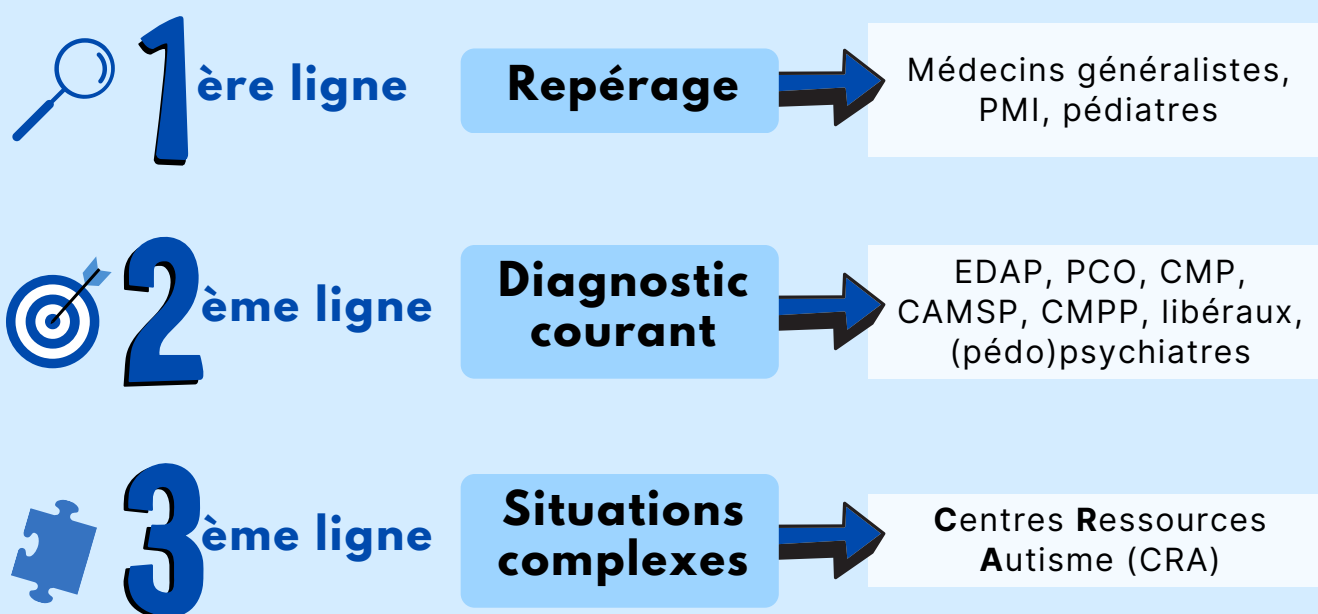 1ère ligne
Repérage
Médecins généralistes,
PMI, pédiatres
2ème ligne
Diagnostic
courant
EDAP, PCO, CMP,
CAMSP, CMPP, libéraux,
(pédo)psychiatres
3ème ligne
Situations
complexes
Centres Ressources
Autisme (CRA)